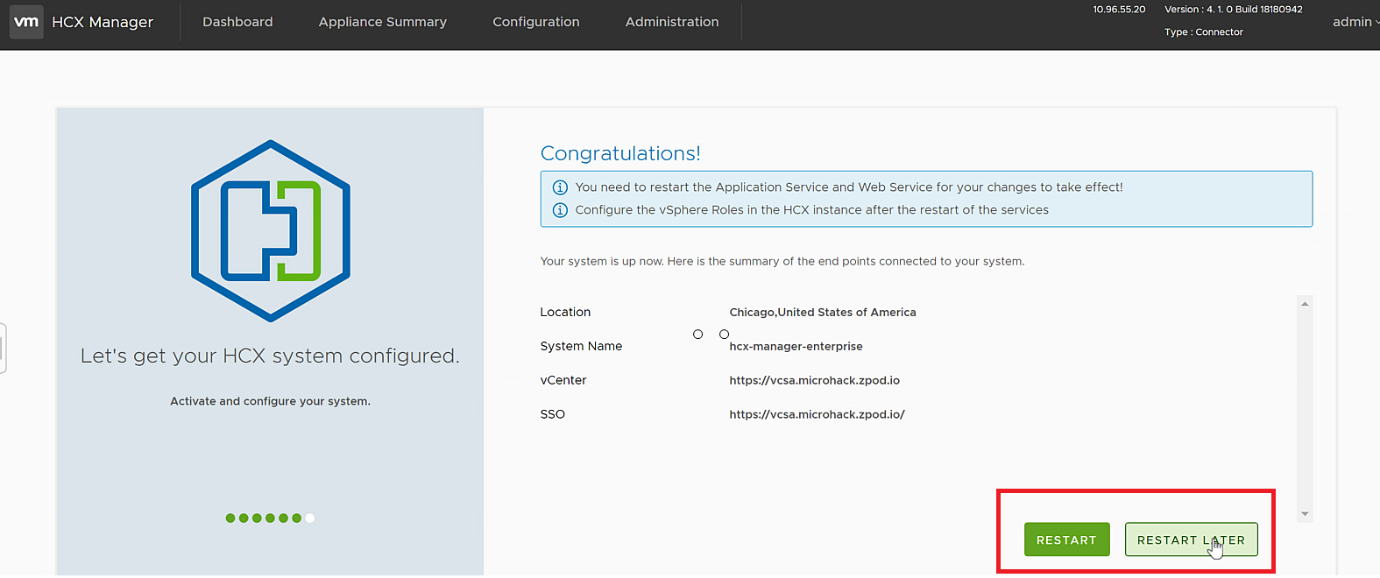 vm HCX Manager Dashboard Appliance Summary Configuration Administration 10.96.55.20 Version : 4. 1. 0 Build 18180942 admin
Type : Connector
Congratulations!
You need to restart the Application Service and Web Service for your changes to take effect!
Configure the vSphere Roles in the HCX instance after the restart of the services
Your system is up now. Here is the summary of the end points connected to your system.
Location Chicago,United States of America
System Name hcx-manager-enterprise
vCenter https://vcsa.microhack.zpod.io
SSO https://vcsa.microhack.zpod.io/
Let's get your HCX system configured.
Activate and configure your system.
RESTART RESTART LATER